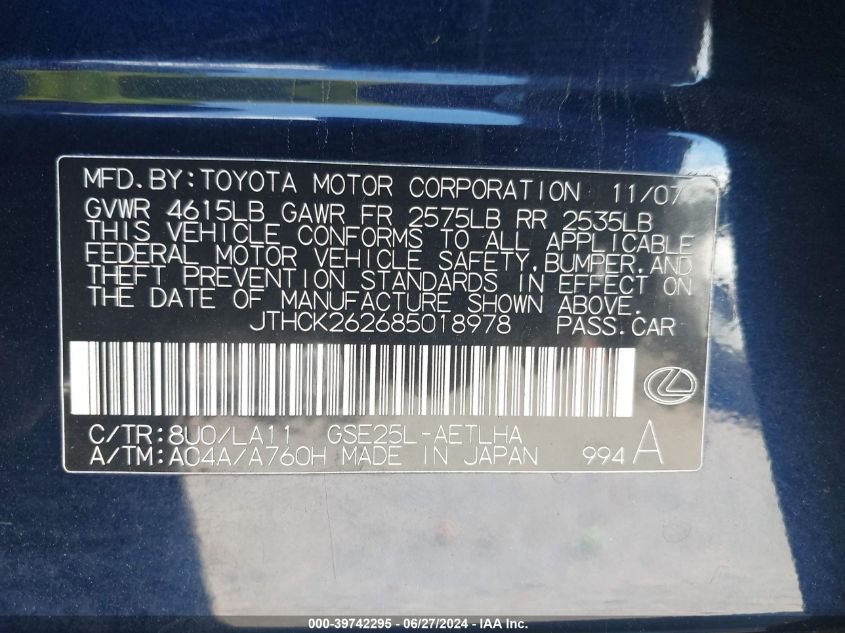 MFD.BY:TOYOTA MOTOR CORPORATION 11/07
GVWR 4615LB GAWR FR 2575LB RR 2535LB
THIS VEHICLE CONFORMS TO ALL APPLICABLE
FEDERAL MOTOR VEHICLE SAFETY,BUMPER,AND
THEFT PREVENTION STANDARDS IN EFFECT ON
THE DATE OF MANUFACTURE SHOWN ABOVE.
JTHCK262685018978 PASS.CAR
C/TR:8U0/LA11 GSE25L-AETLHA
A/TM:A04A/A760H MADE IN JAPAN 994 A
000-39742295 - 06/27/2024 - IAA Inc.